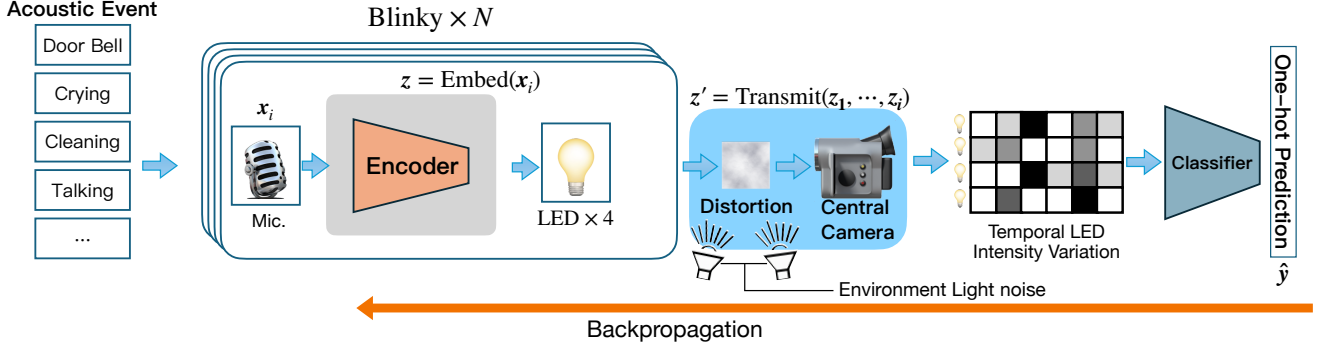 Acoustic Event
Door Bell
Crying
Cleaning
Talking
...
Blinky × N
z = Embed(x_i)
x_i
Mic.
Encoder
LED × 4
z′ = Transmit(z_1, ⋯, z_i)
Distortion
Central
Camera
Environment Light noise
Temporal LED
Intensity Variation
Classifier
One-hot Prediction
ŷ
Backpropagation